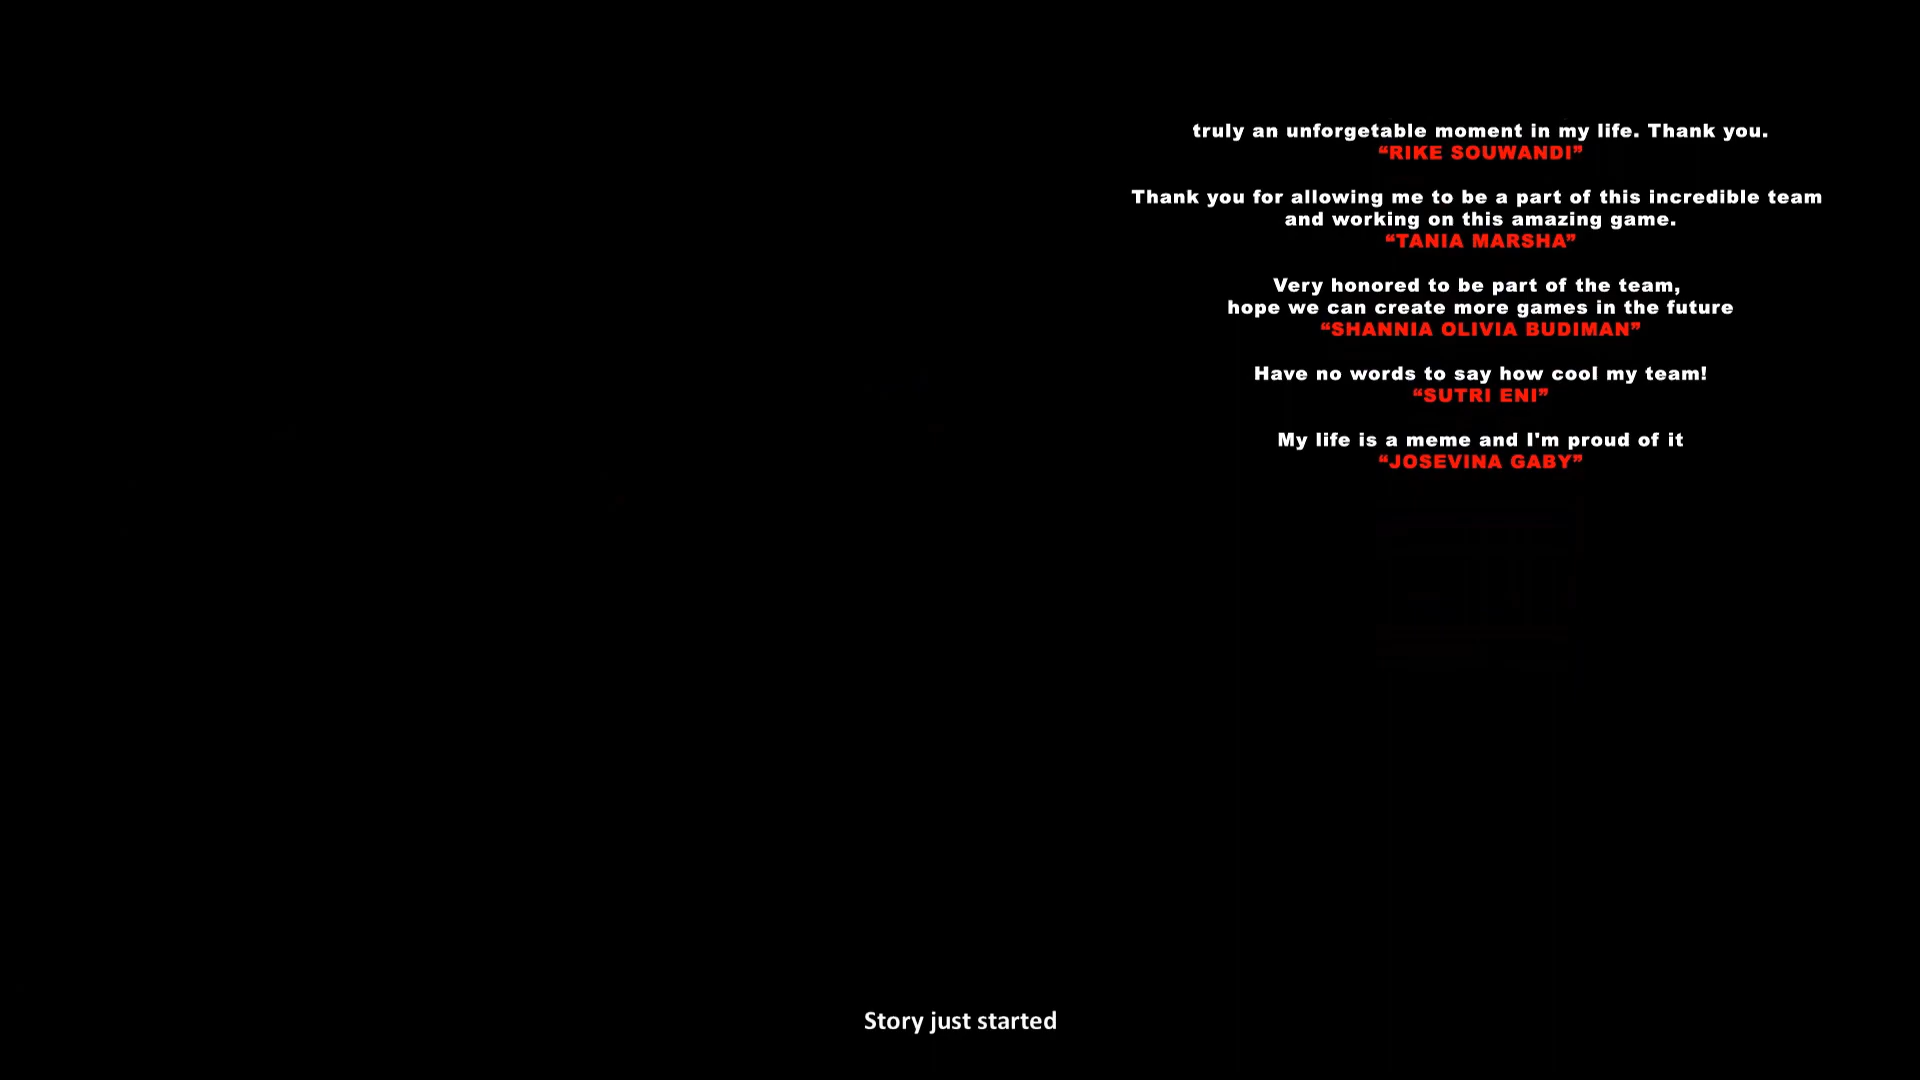 truly an unforgetable moment in my life. Thank you.
“RIKE SOUWANDI”
Thank you for allowing me to be a part of this incredible team
and working on this amazing game.
“TANIA MARSHA”
Very honored to be part of the team,
hope we can create more games in the future
“SHANNIA OLIVIA BUDIMAN”
Have no words to say how cool my team!
“SUTRI ENI”
My life is a meme and I'm proud of it
“JOSEVINA GABY”
Story just started